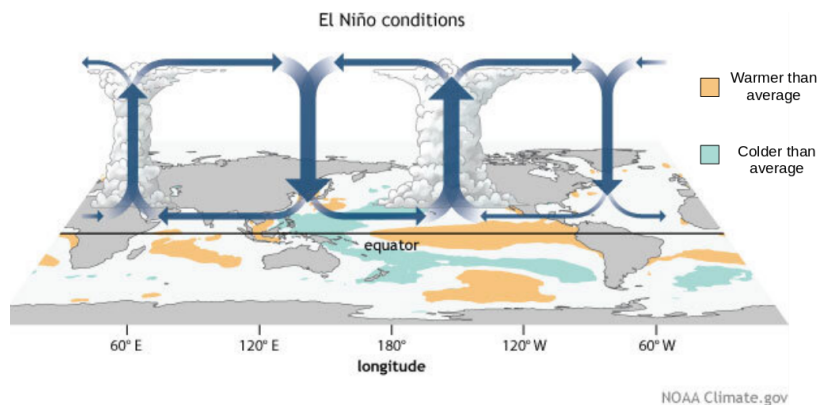 El Niño conditions
Warmer than
average
Colder than
average
equator
60° E
120° E
180°
120° W
60° W
longitude
NOAA Climate.gov